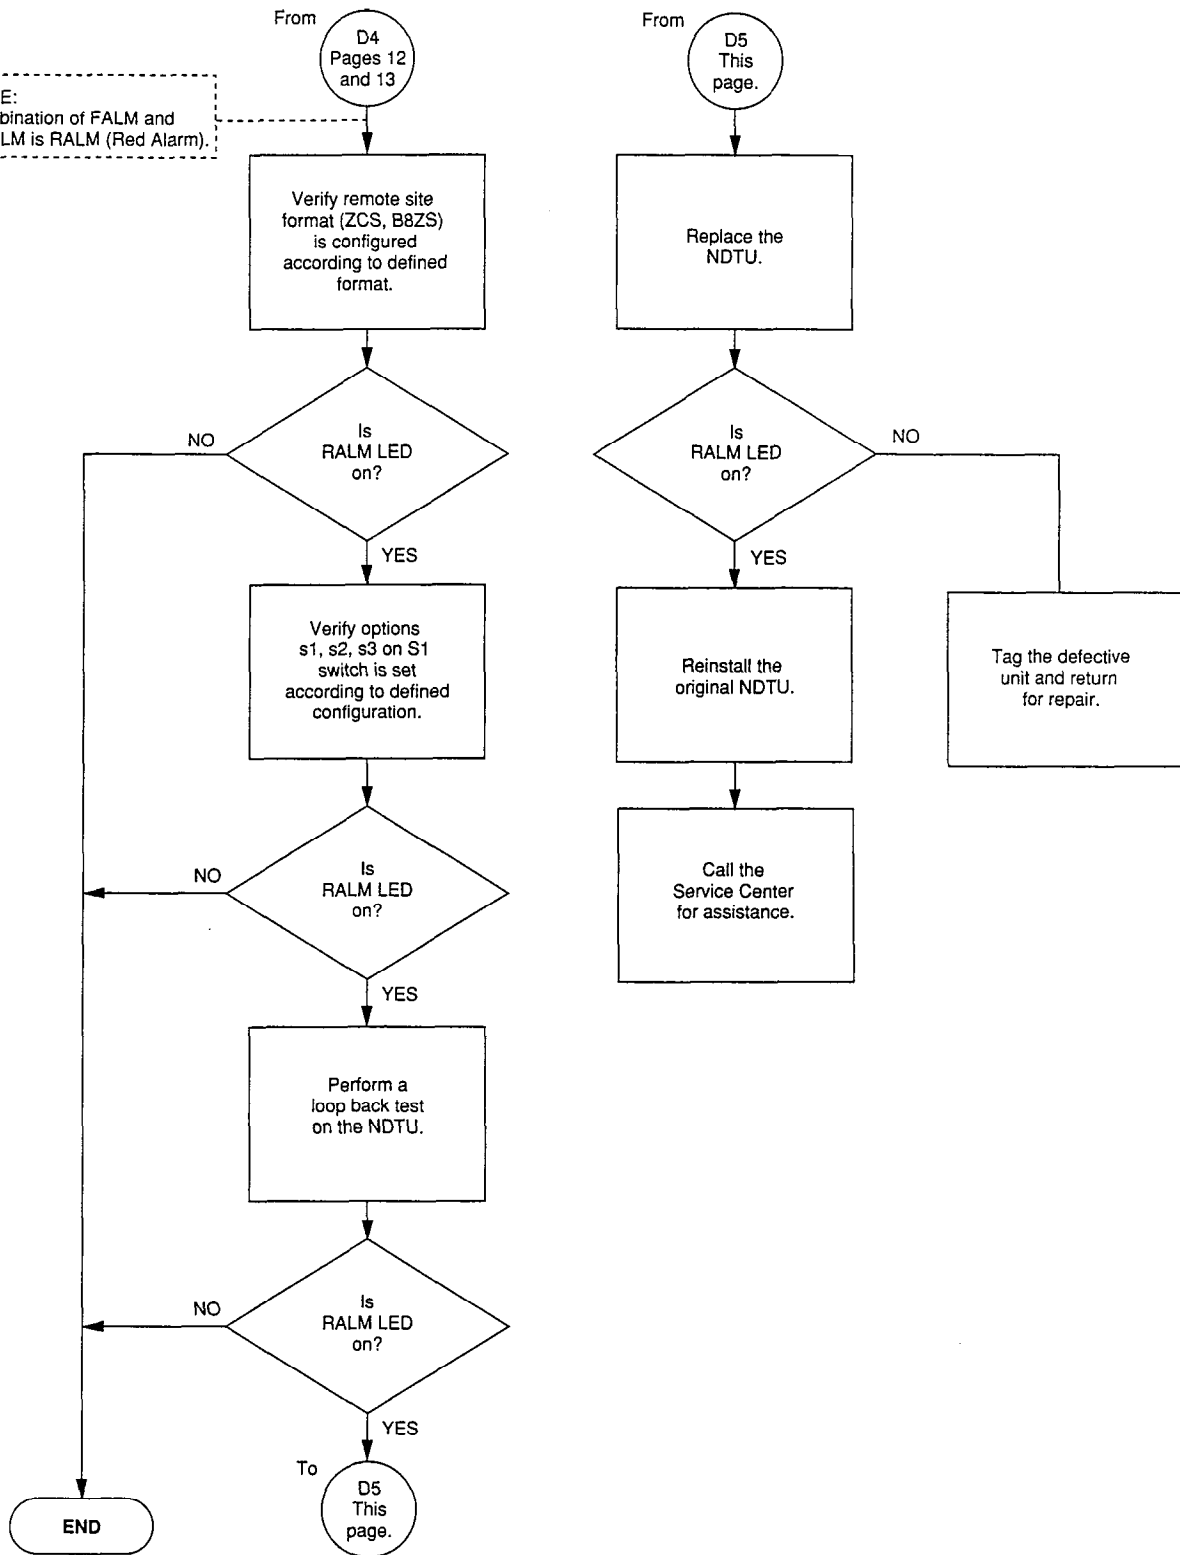 From
D4
Pages 12
and 13
E:
bination of FALM and
LM is RALM (Red Alarm).
Verify remote site
format (ZCS, B8ZS)
is configured
according to defined
format.
Is
RALM LED
on?
NO
YES
Verify options
s1, s2, s3 on S1
switch is set
according to defined
configuration.
Is
RALM LED
on?
NO
YES
Perform a
loop back test
on the NDTU.
Is
RALM LED
on?
NO
YES
To
D5
This
page.
END
From
D5
This
page.
Replace the
NDTU.
Is
RALM LED
on?
NO
YES
Reinstall the
original NDTU.
Tag the defective
unit and return
for repair.
Call the
Service Center
for assistance.